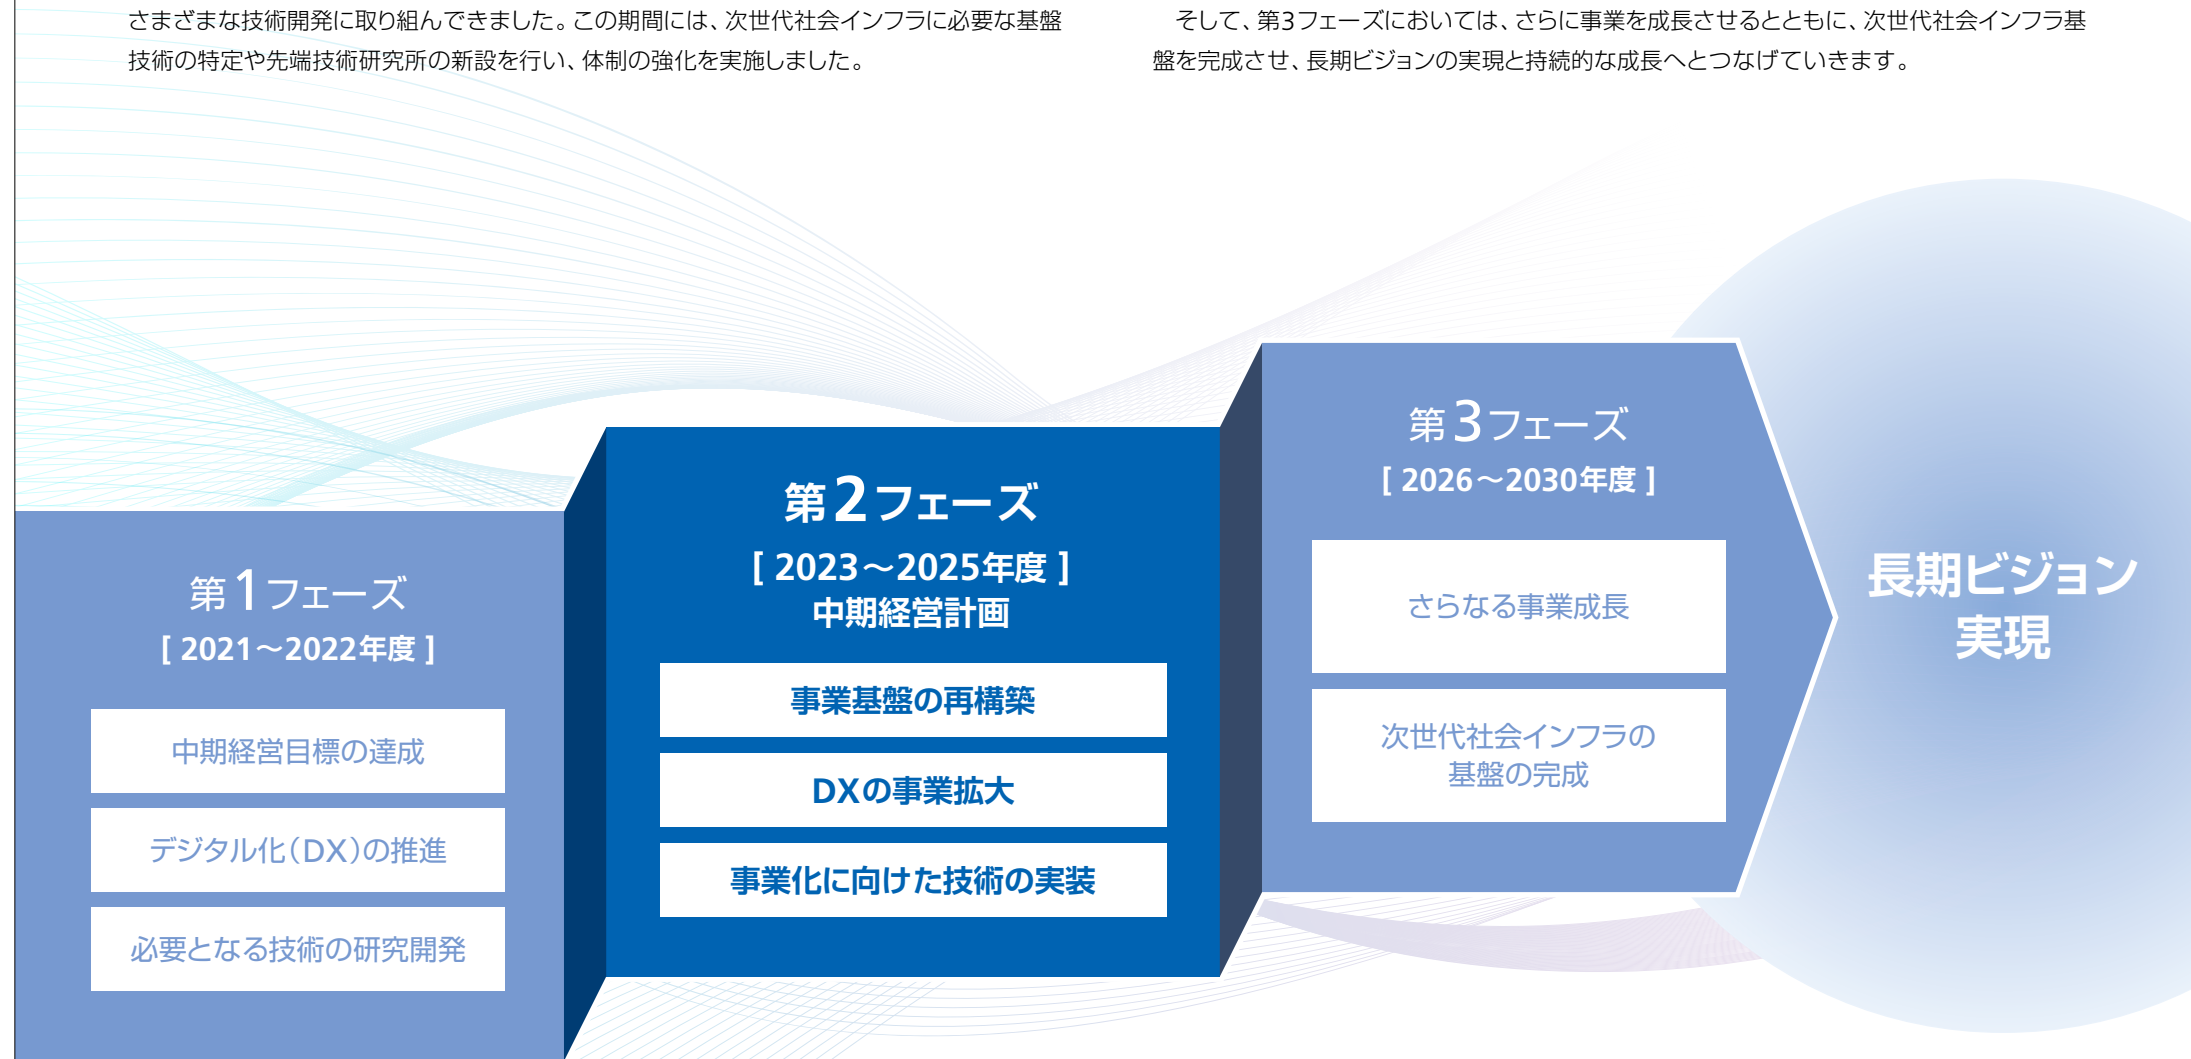 さまざまな技術開発に取り組んできました。この期間には、次世代社会インフラに必要な基盤
技術の特定や先端技術研究所の新設を行い、体制の強化を実施しました。
そして、第3フェーズにおいては、さらに事業を成長させるとともに、次世代社会インフラ基
盤を完成させ、長期ビジョンの実現と持続的な成長へとつなげていきます。
第1フェーズ
[ 2021～2022年度 ]
中期経営目標の達成
デジタル化（DX）の推進
必要となる技術の研究開発
第2フェーズ
[ 2023～2025年度 ]
中期経営計画
事業基盤の再構築
DXの事業拡大
事業化に向けた技術の実装
第3フェーズ
[ 2026～2030年度 ]
さらなる事業成長
次世代社会インフラの
基盤の完成
長期ビジョン
実現